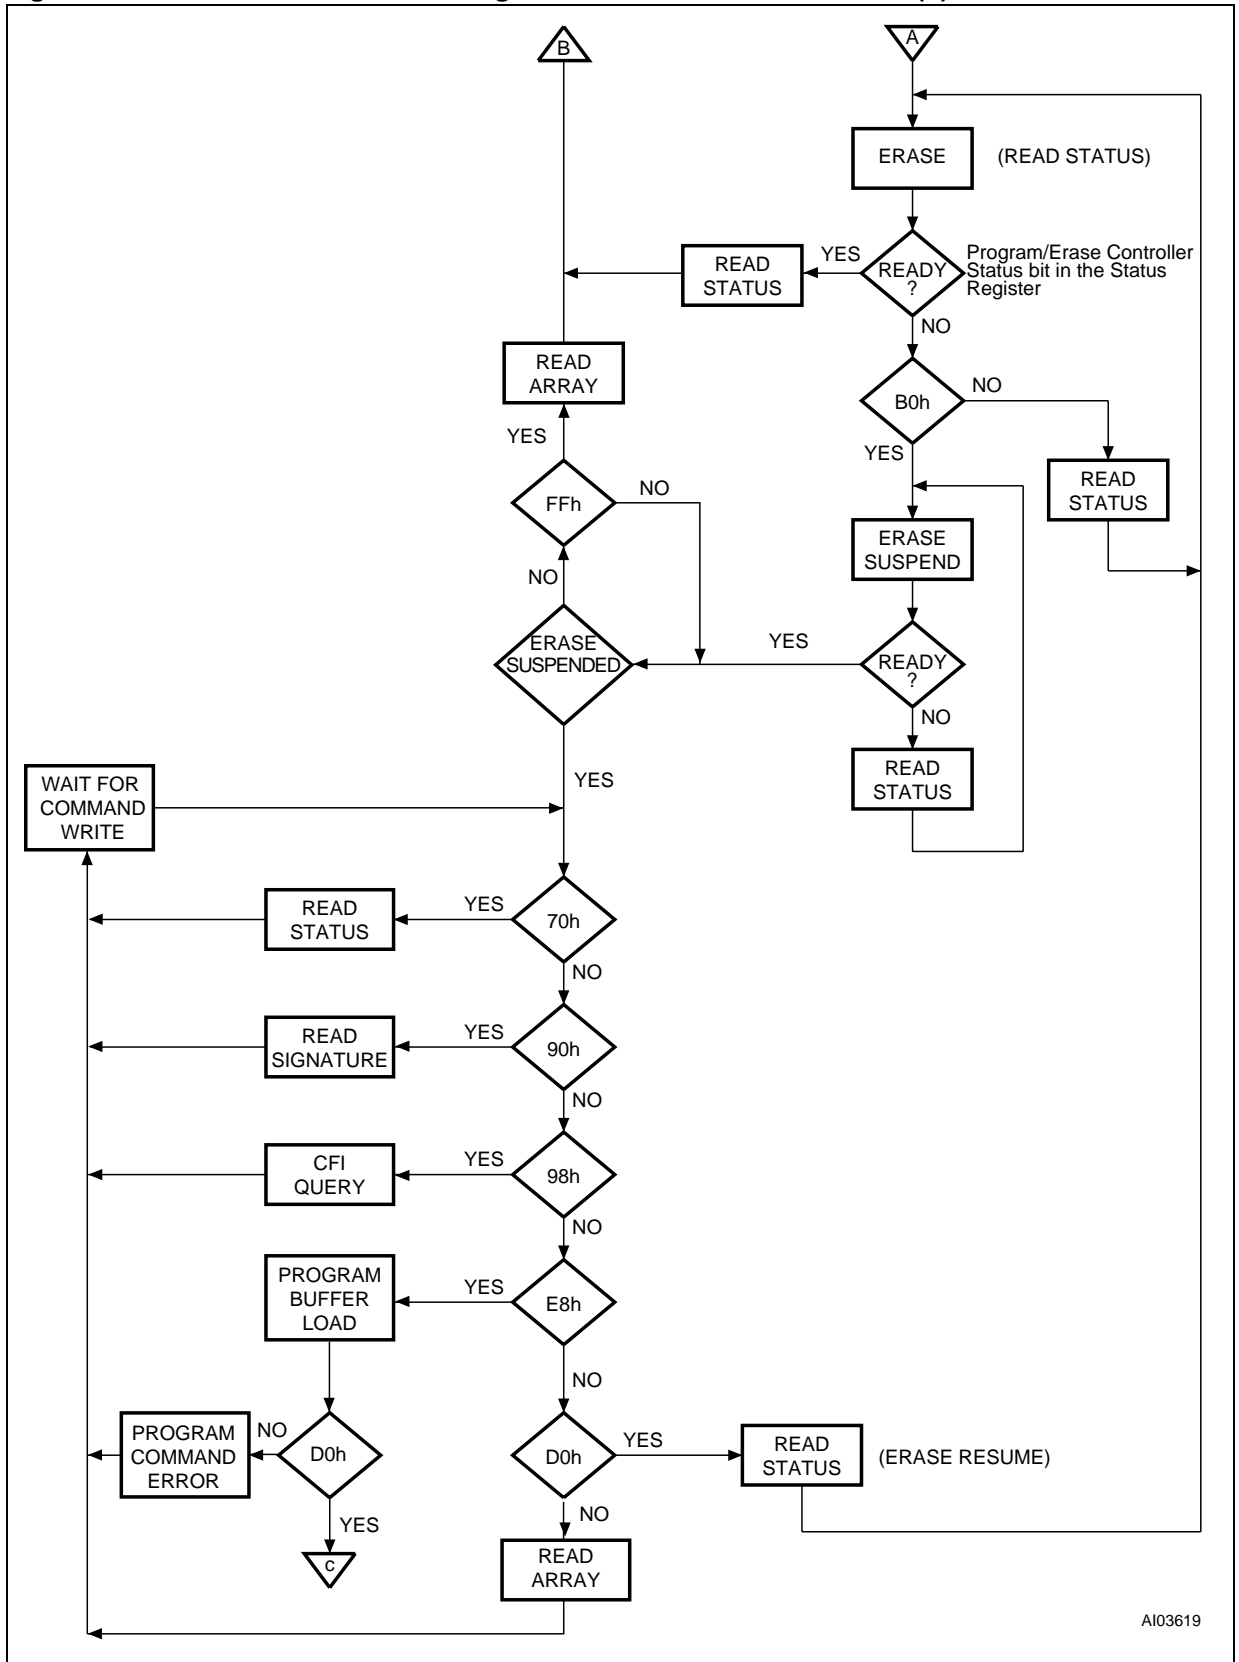 B
A
ERASE
(READ STATUS)
READ
STATUS
YES
READY
?
Program/Erase Controller
Status bit in the Status
Register
NO
READ
ARRAY
B0h
NO
YES
YES
READ
STATUS
FFh
NO
ERASE
SUSPEND
NO
ERASE
SUSPENDED
YES
READY
?
NO
READ
STATUS
WAIT FOR
COMMAND
WRITE
YES
READ
STATUS
YES
70h
NO
READ
SIGNATURE
YES
90h
NO
CFI
QUERY
YES
98h
NO
PROGRAM
BUFFER
LOAD
YES
E8h
NO
PROGRAM
COMMAND
ERROR
NO
D0h
D0h
YES
READ
STATUS
(ERASE RESUME)
YES
NO
c
READ
ARRAY
AI03619